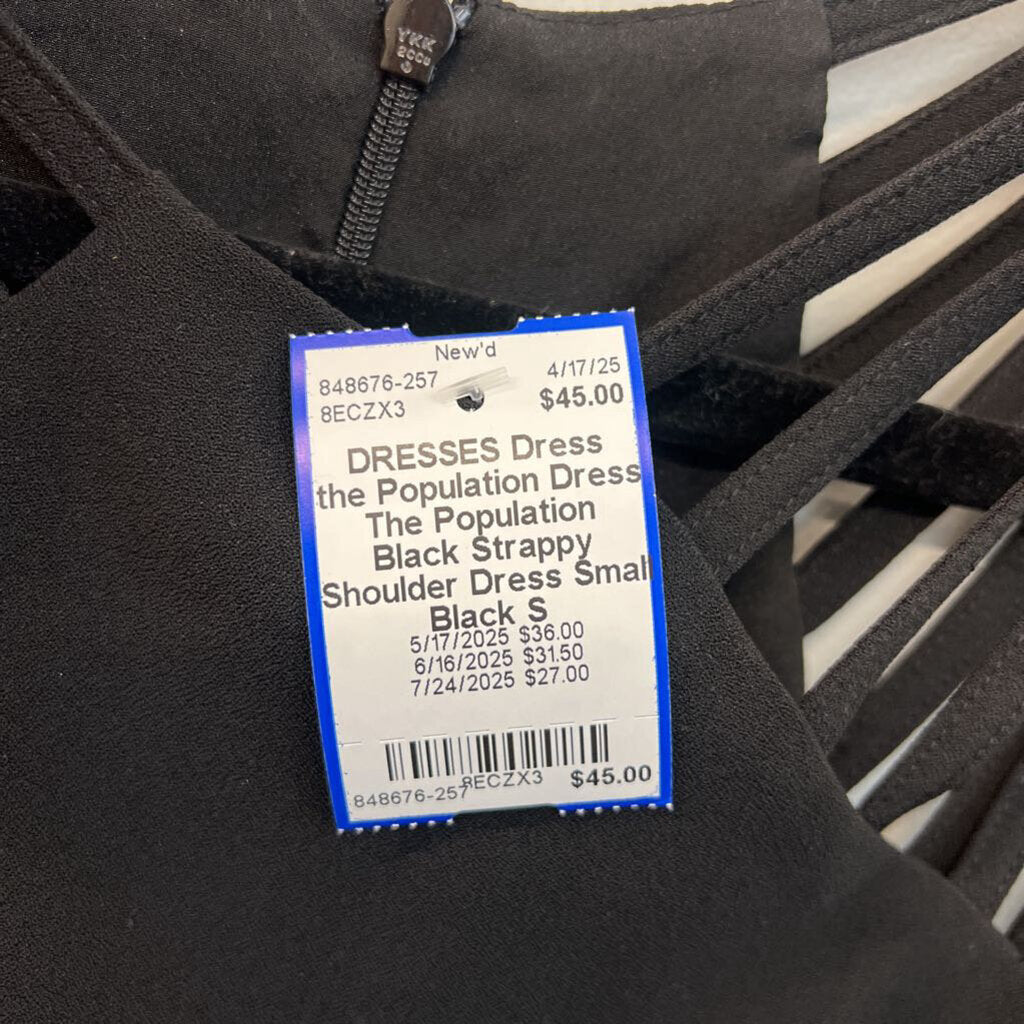 YKK
2CCU
New'd
848676-257 4/17/25
8ECZX3 $45.00
DRESSES Dress
the Population Dress
The Population
Black Strappy
Shoulder Dress Small
Black S
5/17/2025 $36.00
6/16/2025 $31.50
7/24/2025 $27.00
8ECZX3 $45.00
848676-257